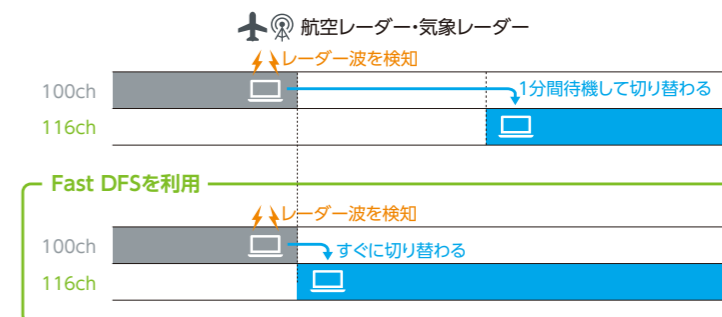 航空レーダー・気象レーダー
レーダー波を検知
100ch
1分間待機して切り替わる
116ch
Fast DFSを利用
レーダー波を検知
100ch
すぐに切り替わる
116ch